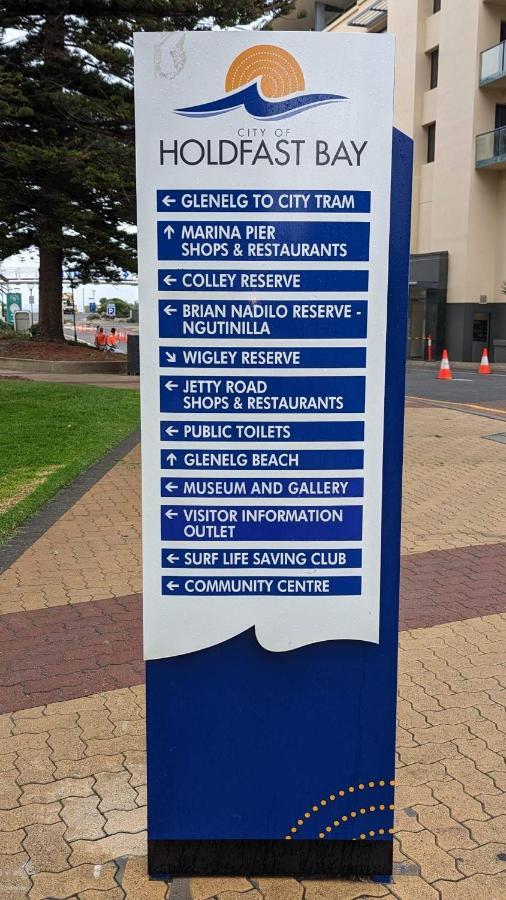 CITY OF
HOLDFAST BAY
← GLENELG TO CITY TRAM
↑ MARINA PIER
SHOPS & RESTAURANTS
← COLLEY RESERVE
← BRIAN NADILO RESERVE -
NGUTINILLA
↘ WIGLEY RESERVE
← JETTY ROAD
SHOPS & RESTAURANTS
← PUBLIC TOILETS
↑ GLENELG BEACH
← MUSEUM AND GALLERY
← VISITOR INFORMATION
OUTLET
← SURF LIFE SAVING CLUB
← COMMUNITY CENTRE